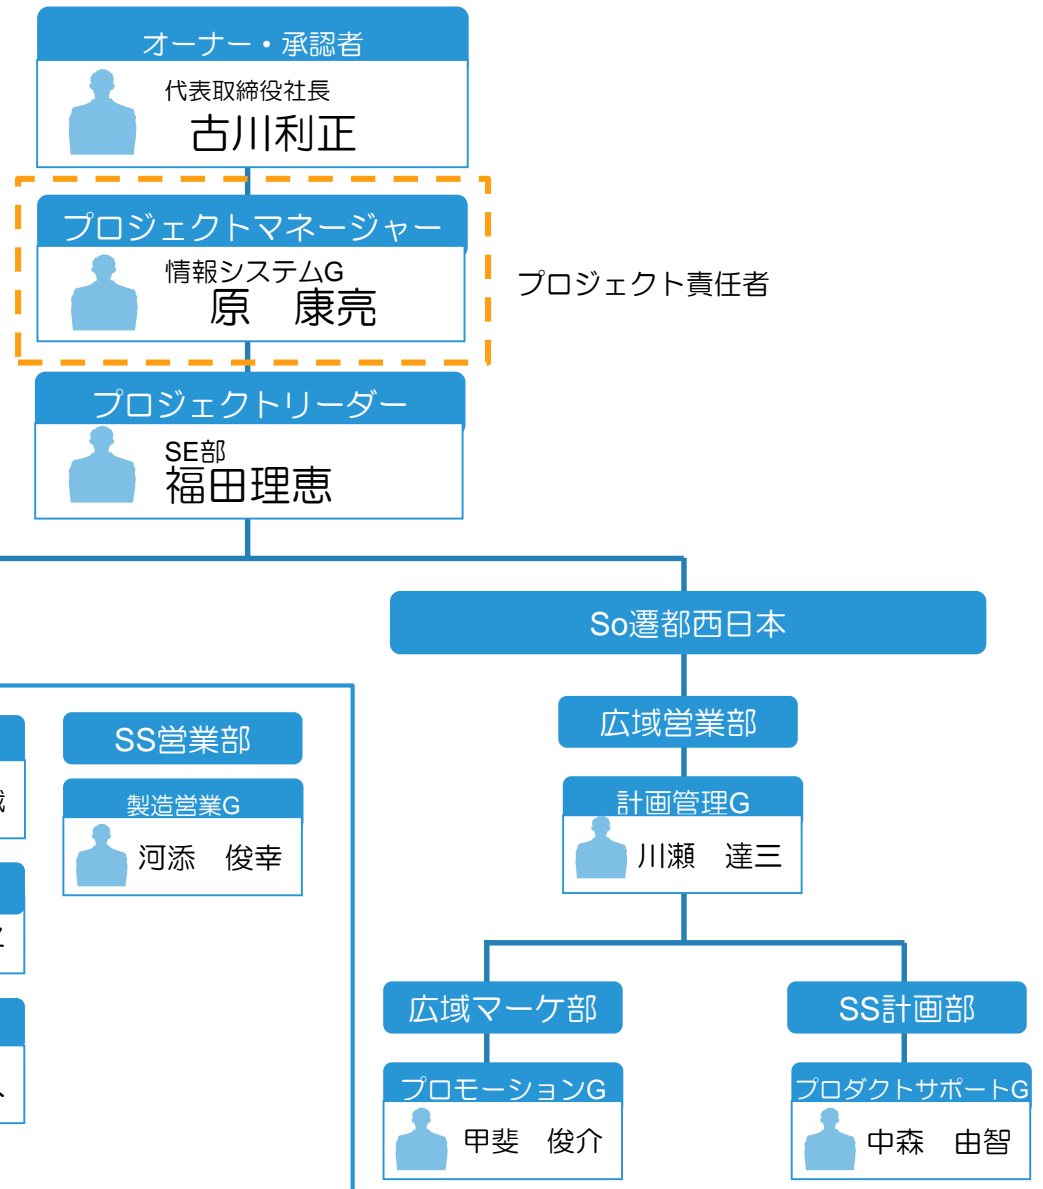 オーナー・承認者
代表取締役社長
古川利正
プロジェクトマネージャー
情報システムG
原　康亮
プロジェクト責任者
プロジェクトリーダー
SE部
福田理恵
So遷都西日本
広域営業部
計画管理G
川瀬　達三
SS営業部
製造営業G
河添　俊幸
広域マーケ部
プロモーションG
甲斐　俊介
SS計画部
プロダクトサポートG
中森　由智